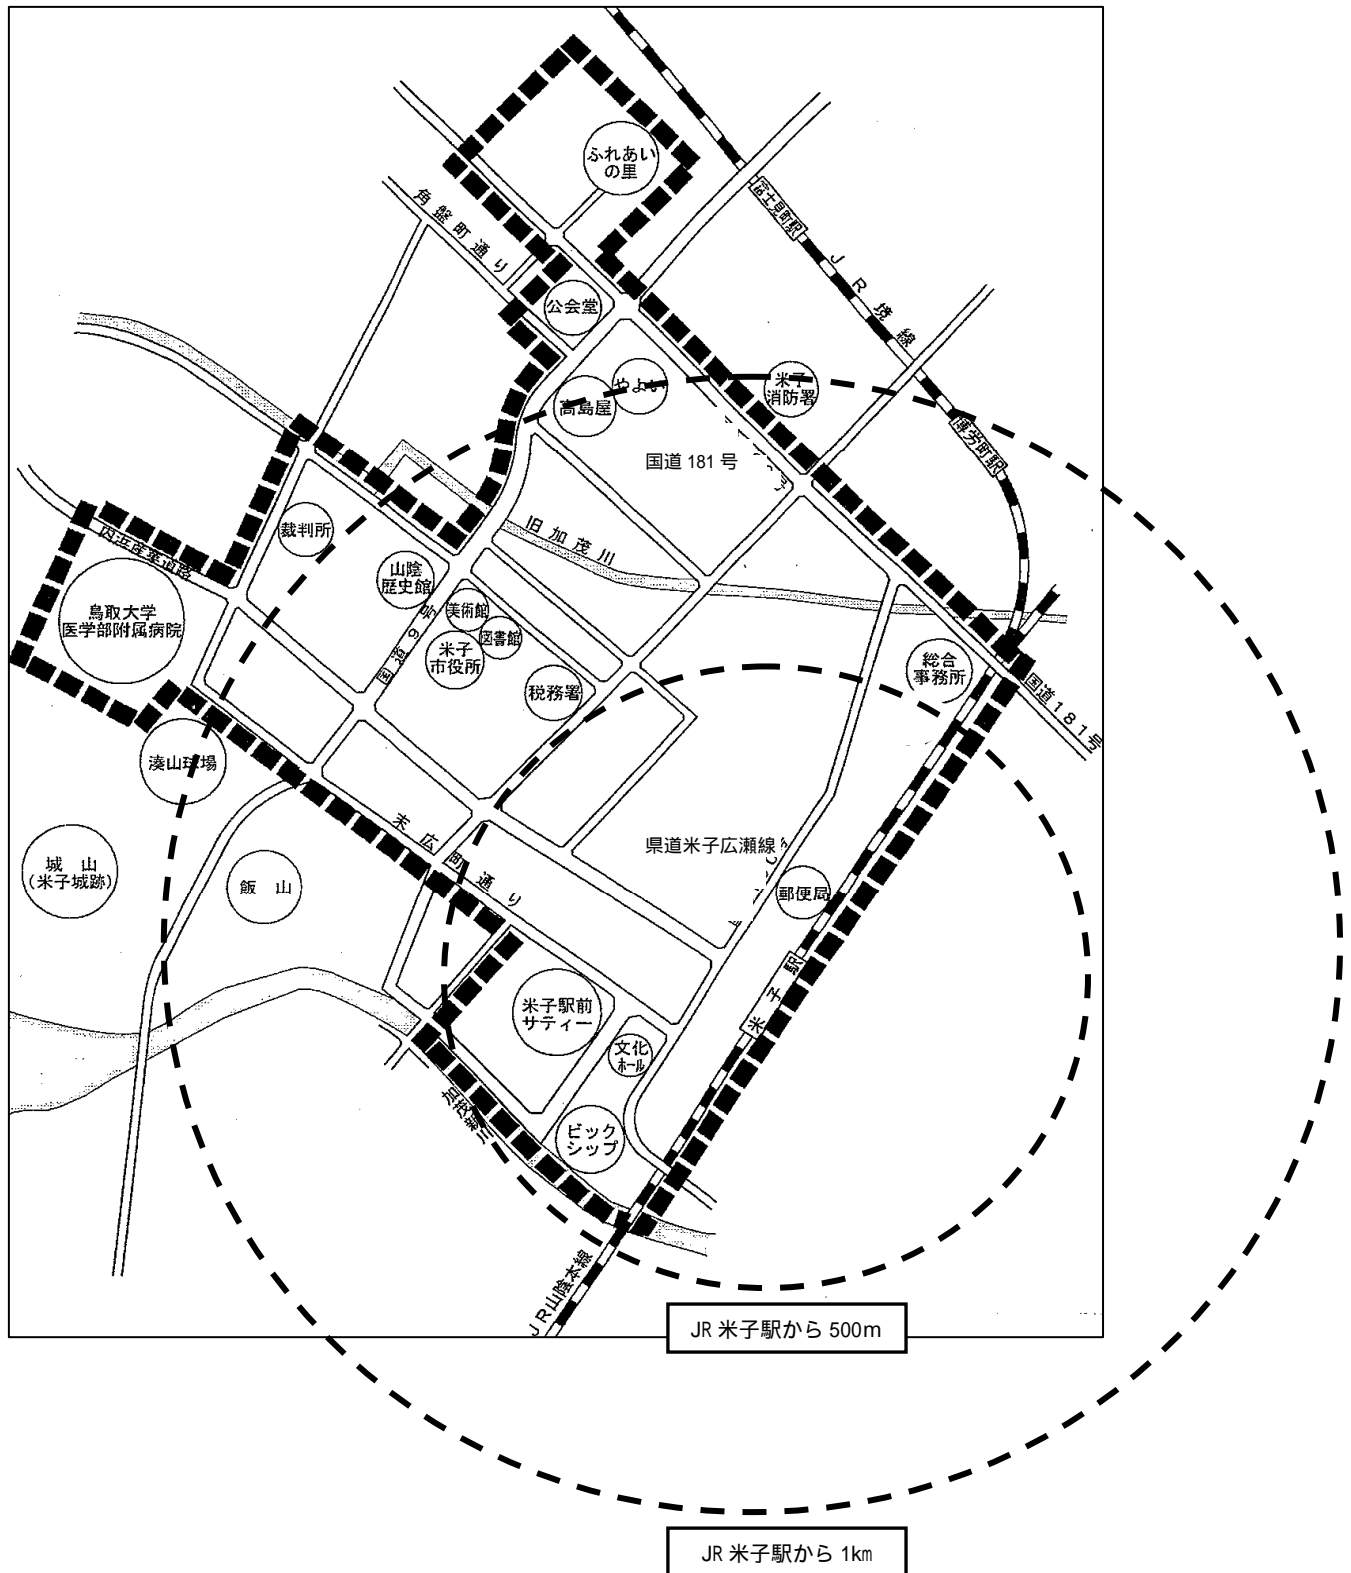 ふれあい
の里
角盤町通り
富士見町駅
JR境線
公会堂
米子
消防署
やよい
高島屋
博労町駅
国道181号
裁判所
旧加茂川
内浜産業道路
山陰
歴史館
鳥取大学
医学部附属病院
美術館
図書館
国道9号
米子
市役所
総合
事務所
税務署
国道181号
湊山球場
末広町通り
県道米子広瀬線
城山
(米子城跡)
飯山
郵便局
米子駅
米子駅前
サティー
文化
ホール
加茂新川
ビック
シップ
JR山陰本線
JR米子駅から500m
JR米子駅から1km